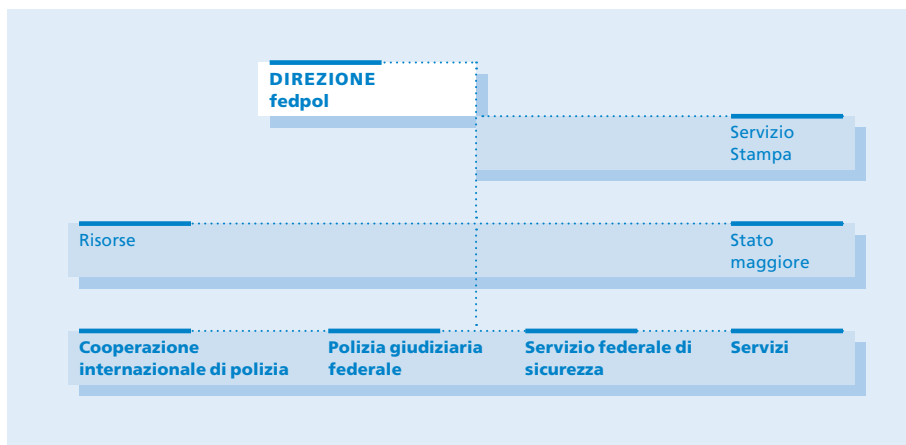 DIREZIONE
fedpol
Servizio
Stampa
Risorse
Stato
maggiore
Cooperazione
internazionale di polizia
Polizia giudiziaria
federale
Servizio federale di
sicurezza
Servizi